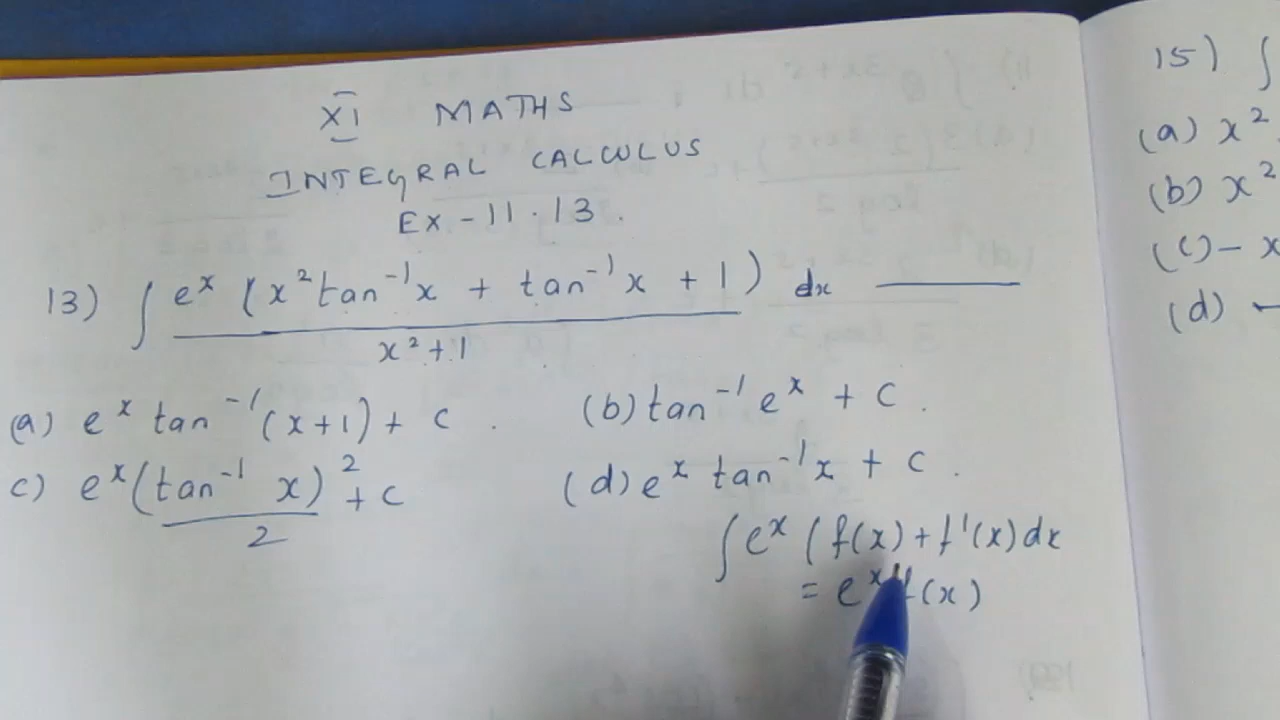 XI MATHS
INTEGRAL CALCULUS
EX - 11.13.
13) ∫ e^x (x² tan⁻¹x + tan⁻¹x + 1) dx ______
x² + 1
(a) e^x tan⁻¹(x+1) + c. (b) tan⁻¹ e^x + c.
c) e^x (tan⁻¹ x)² + c (d) e^x tan⁻¹x + c.
2
∫ e^x (f(x) + f'(x) dx
= e^x f(x)
15) ∫
(a) x²
(b) x²
(c) - x
(d) -